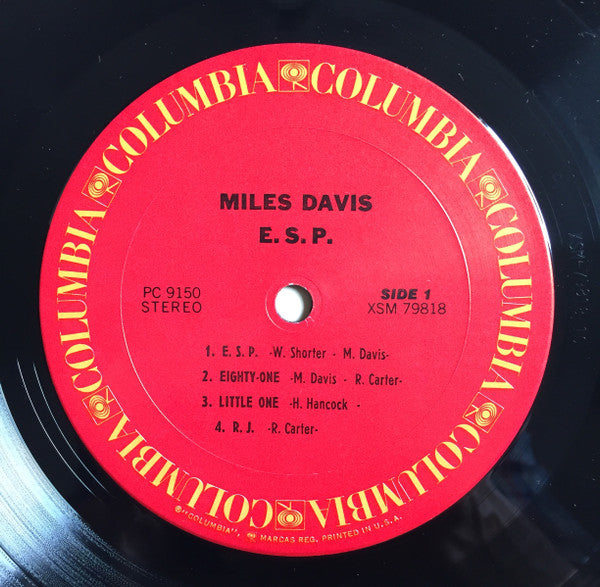 COLUMBIA COLUMBIA COLUMBIA COLUMBIA COLUMBIA COLUMBIA
MILES DAVIS
E. S. P.
PC 9150
STEREO
SIDE 1
XSM 79818
1. E. S. P. -W. Shorter - M. Davis-
2. EIGHTY-ONE -M. Davis - R. Carter-
3. LITTLE ONE -H. Hancock -
4. R. J. -R. Carter-
®"COLUMBIA", MARCAS REG. PRINTED IN U. S. A.